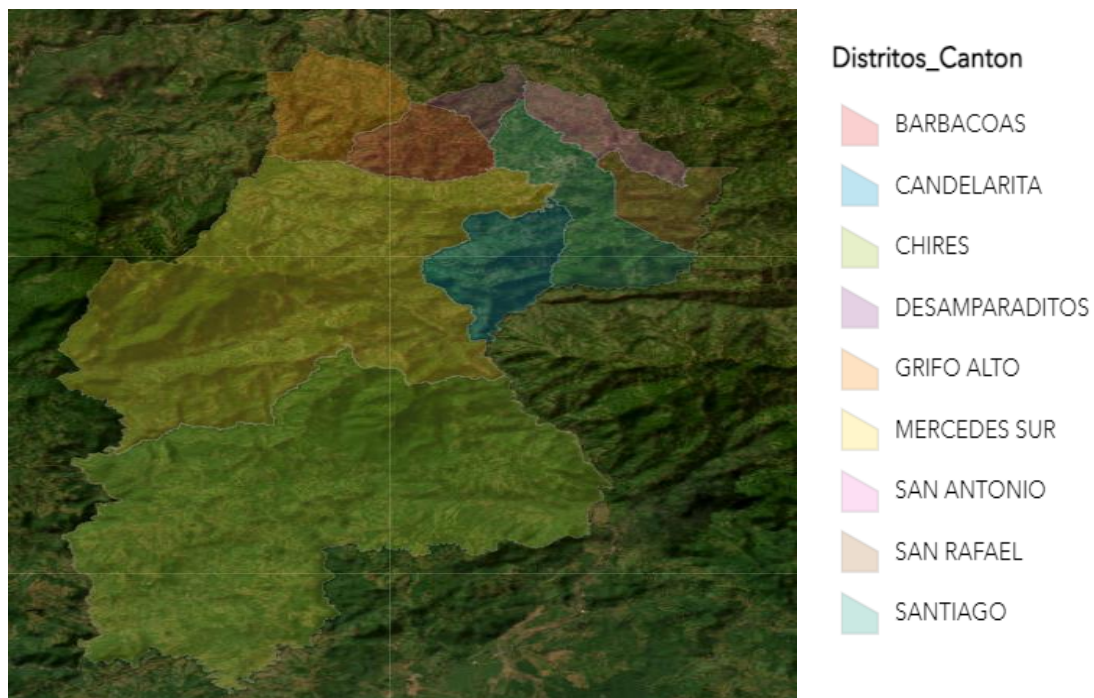 Distritos_Canton
BARBACOAS
CANDELARITA
CHIRES
DESAMPARADITOS
GRIFO ALTO
MERCEDES SUR
SAN ANTONIO
SAN RAFAEL
SANTIAGO